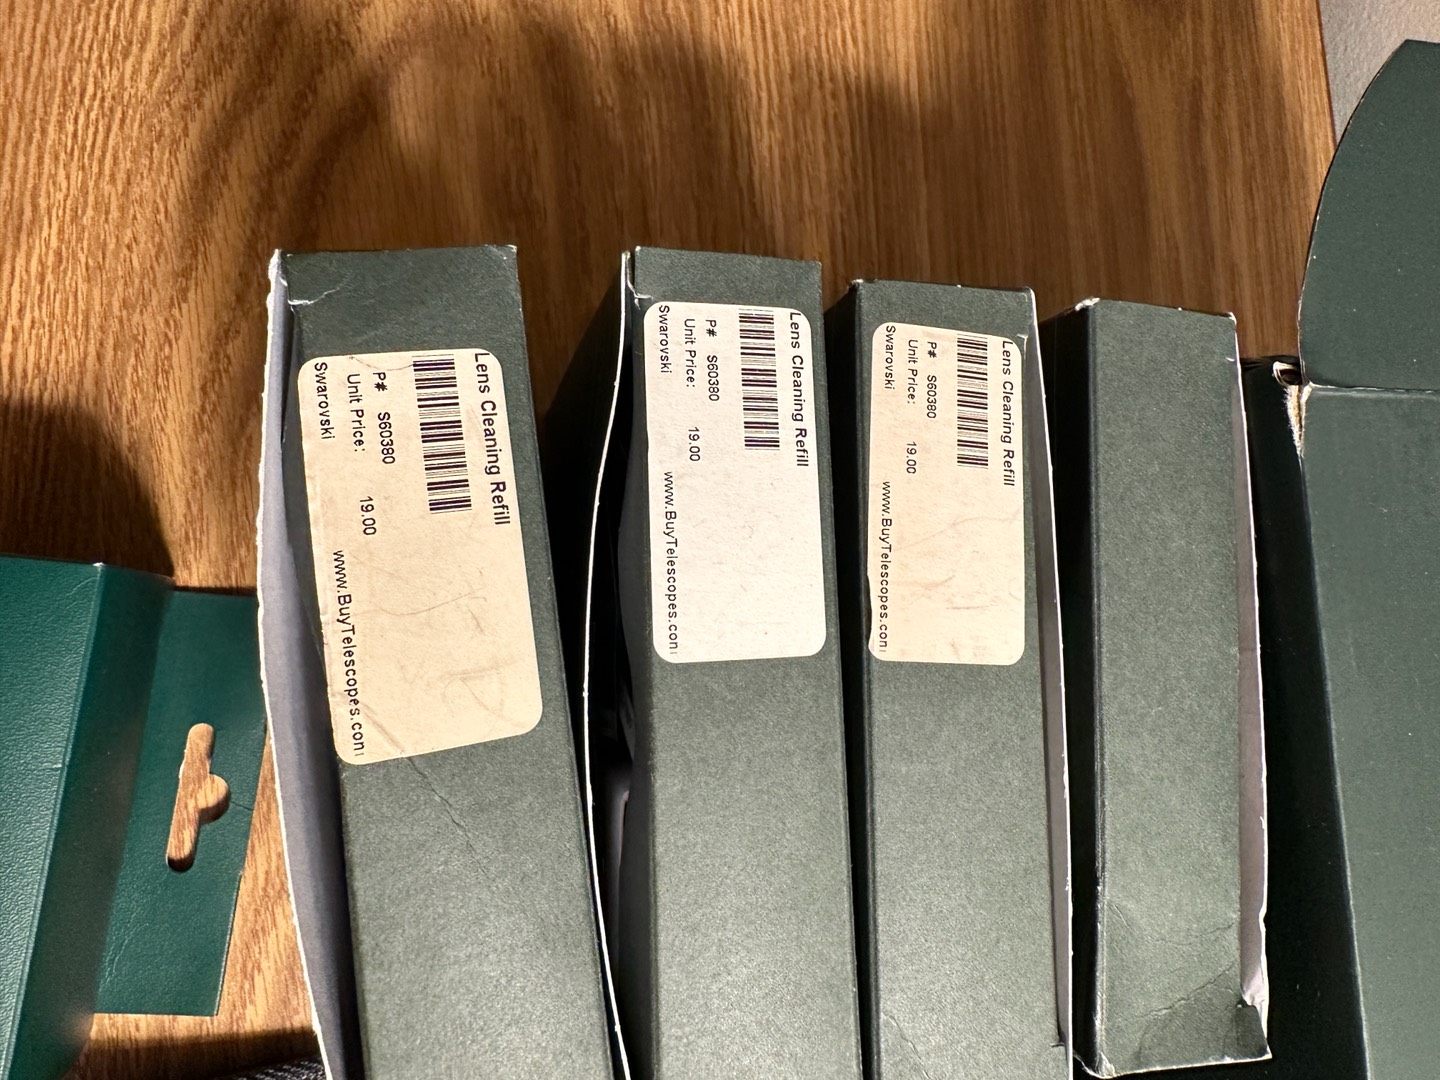 Lens Cleaning Refill
P# S60380
Unit Price: 19.00
Swarovski www.BuyTelescopes.com
Lens Cleaning Refill
P# S60380
Unit Price: 19.00
Swarovski www.BuyTelescopes.com
Lens Cleaning Refill
P# S60380
Unit Price: 19.00
Swarovski www.BuyTelescopes.com